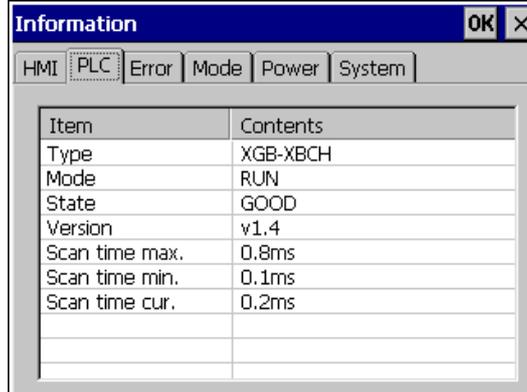 Information OK
HMI PLC Error Mode Power System
Item Contents
Type XGB-XBCH
Mode RUN
State GOOD
Version v1.4
Scan time max. 0.8ms
Scan time min. 0.1ms
Scan time cur. 0.2ms